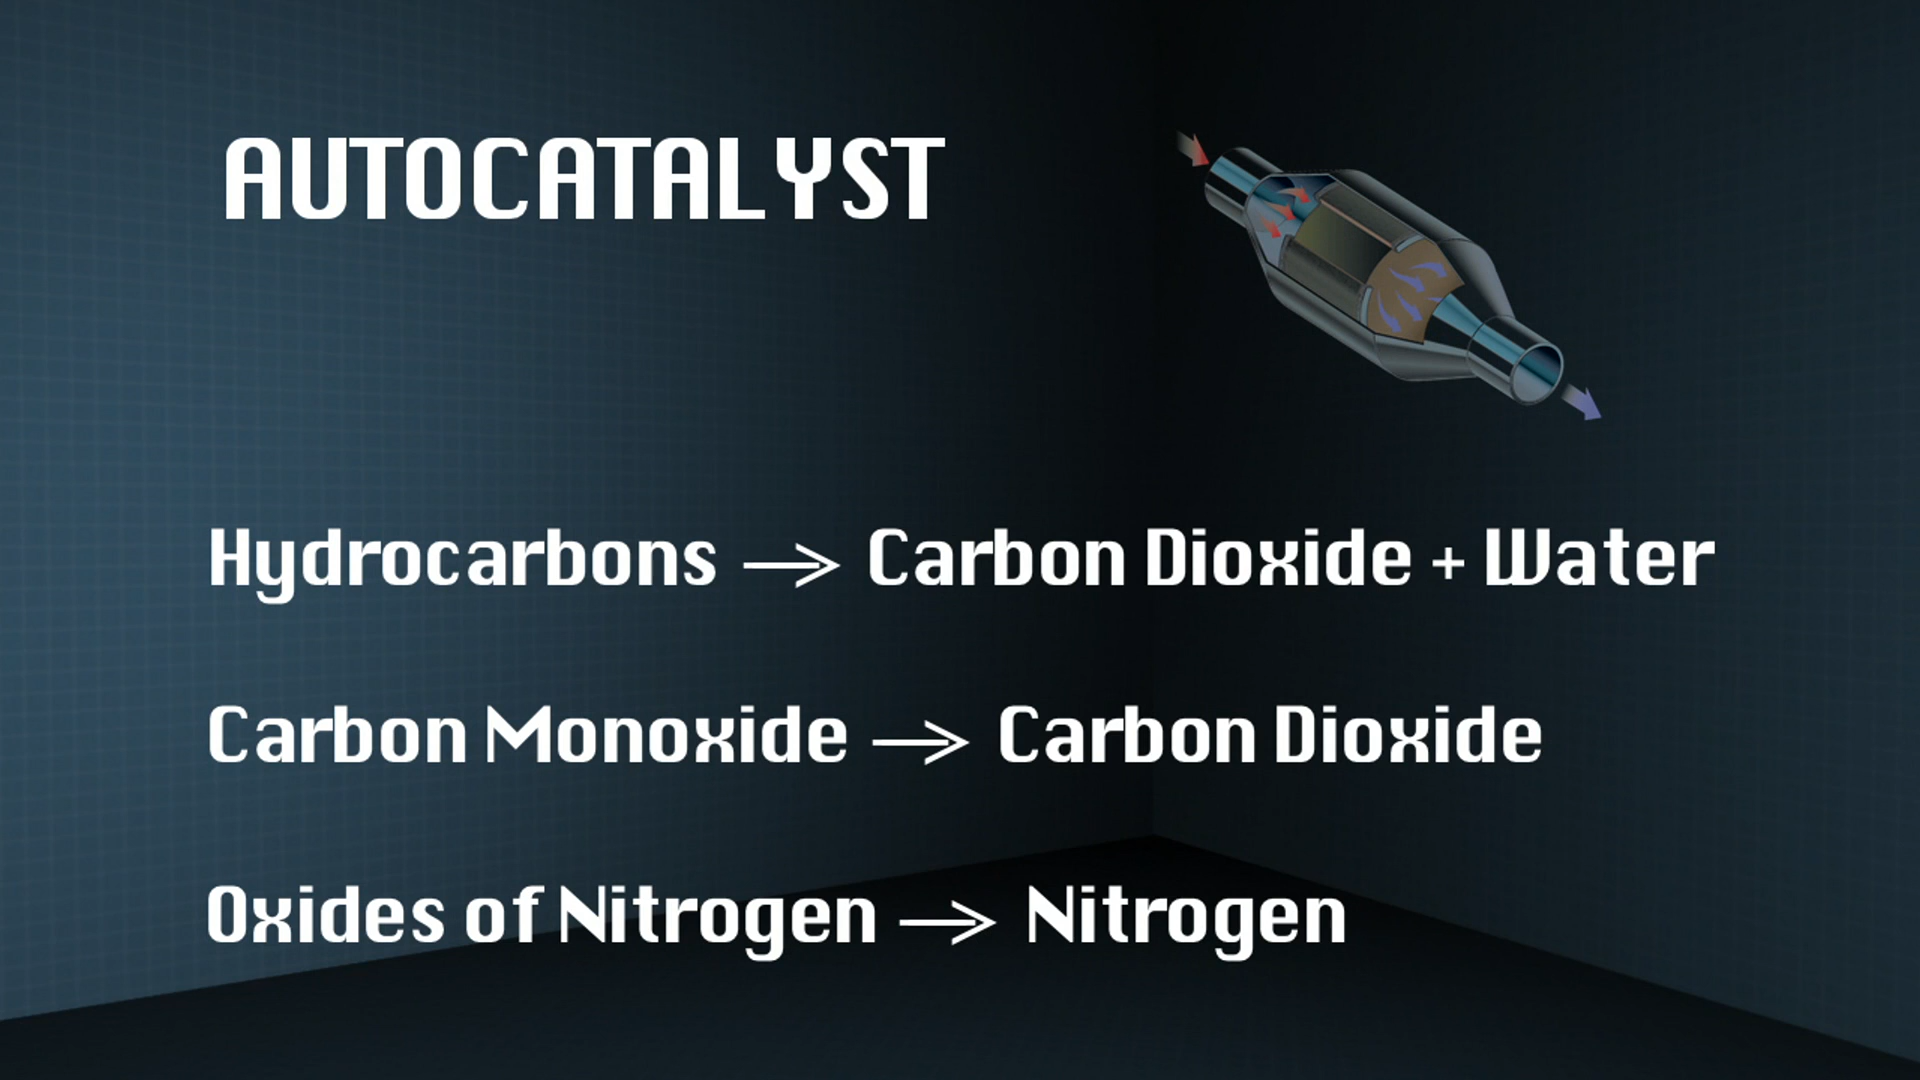 AUTOCATALYST
Hydrocarbons → Carbon Dioxide + Water
Carbon Monoxide → Carbon Dioxide
Oxides of Nitrogen → Nitrogen